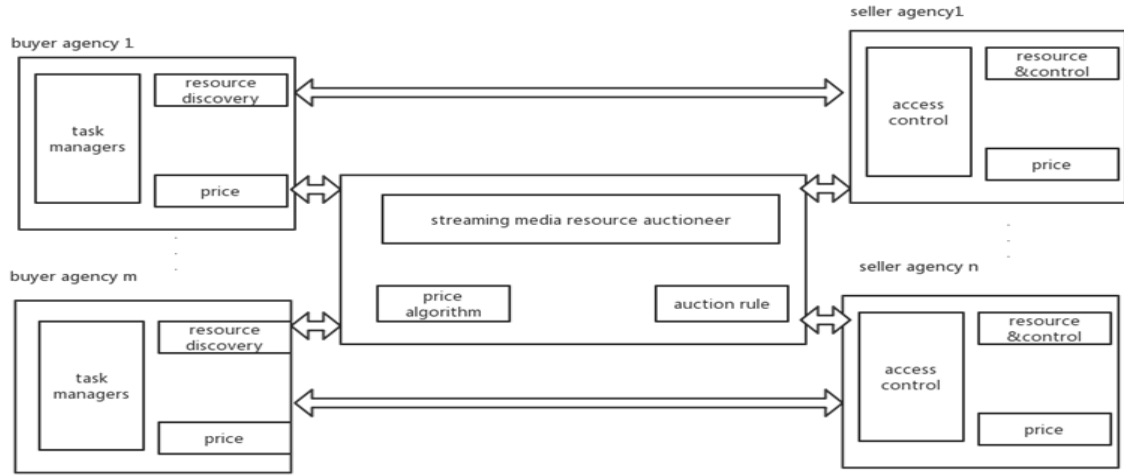 buyer agency 1
task
managers
resource
discovery
price
seller agency1
access
control
resource
&control
price
streaming media resource auctioneer
price
algorithm
auction rule
buyer agency m
task
managers
resource
discovery
price
seller agency n
access
control
resource
&control
price